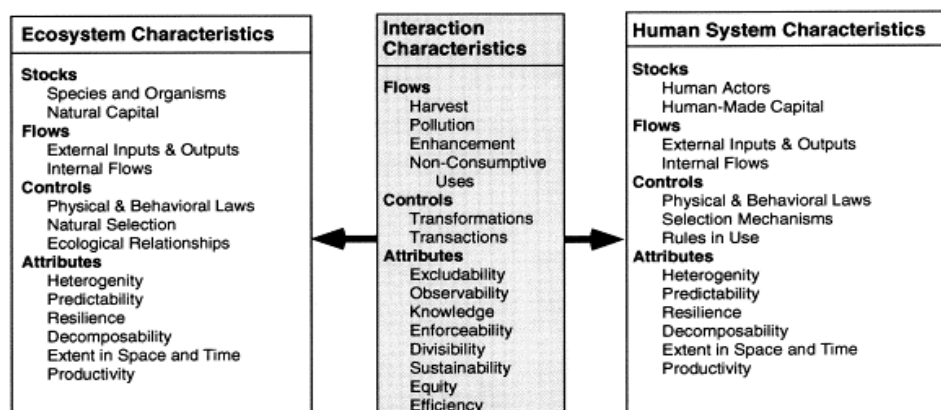 Ecosystem Characteristics
Stocks
Species and Organisms
Natural Capital
Flows
External Inputs & Outputs
Internal Flows
Controls
Physical & Behavioral Laws
Natural Selection
Ecological Relationships
Attributes
Heterogenity
Predictability
Resilience
Decomposability
Extent in Space and Time
Productivity
Interaction
Characteristics
Flows
Harvest
Pollution
Enhancement
Non-Consumptive
Uses
Controls
Transformations
Transactions
Attributes
Excludability
Observability
Knowledge
Enforceability
Divisibility
Sustainability
Equity
Efficiency
Human System Characteristics
Stocks
Human Actors
Human-Made Capital
Flows
External Inputs & Outputs
Internal Flows
Controls
Physical & Behavioral Laws
Selection Mechanisms
Rules in Use
Attributes
Heterogenity
Predictability
Resilience
Decomposability
Extent in Space and Time
Productivity